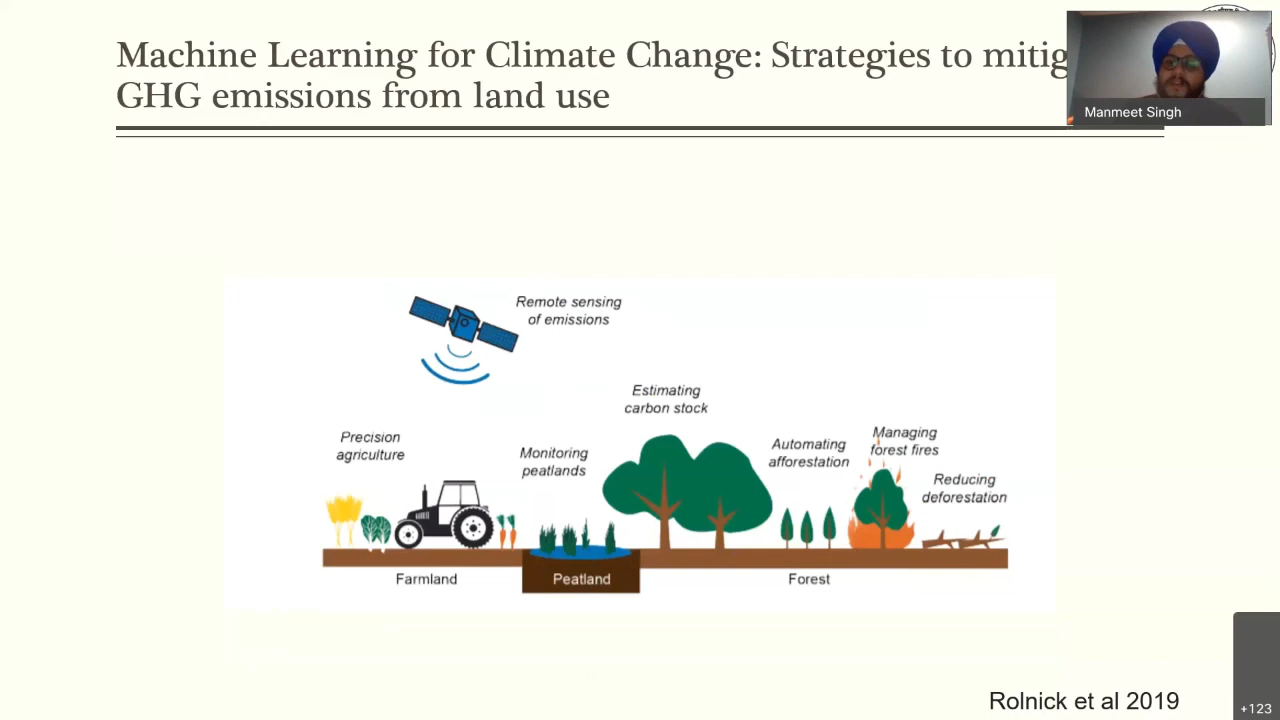 Machine Learning for Climate Change: Strategies to mitig
GHG emissions from land use
Manmeet Singh
Remote sensing
of emissions
Estimating
carbon stock
Precision
agriculture
Monitoring
peatlands
Automating
afforestation
Managing
forest fires
Reducing
deforestation
Farmland
Peatland
Forest
Rolnick et al 2019
+123